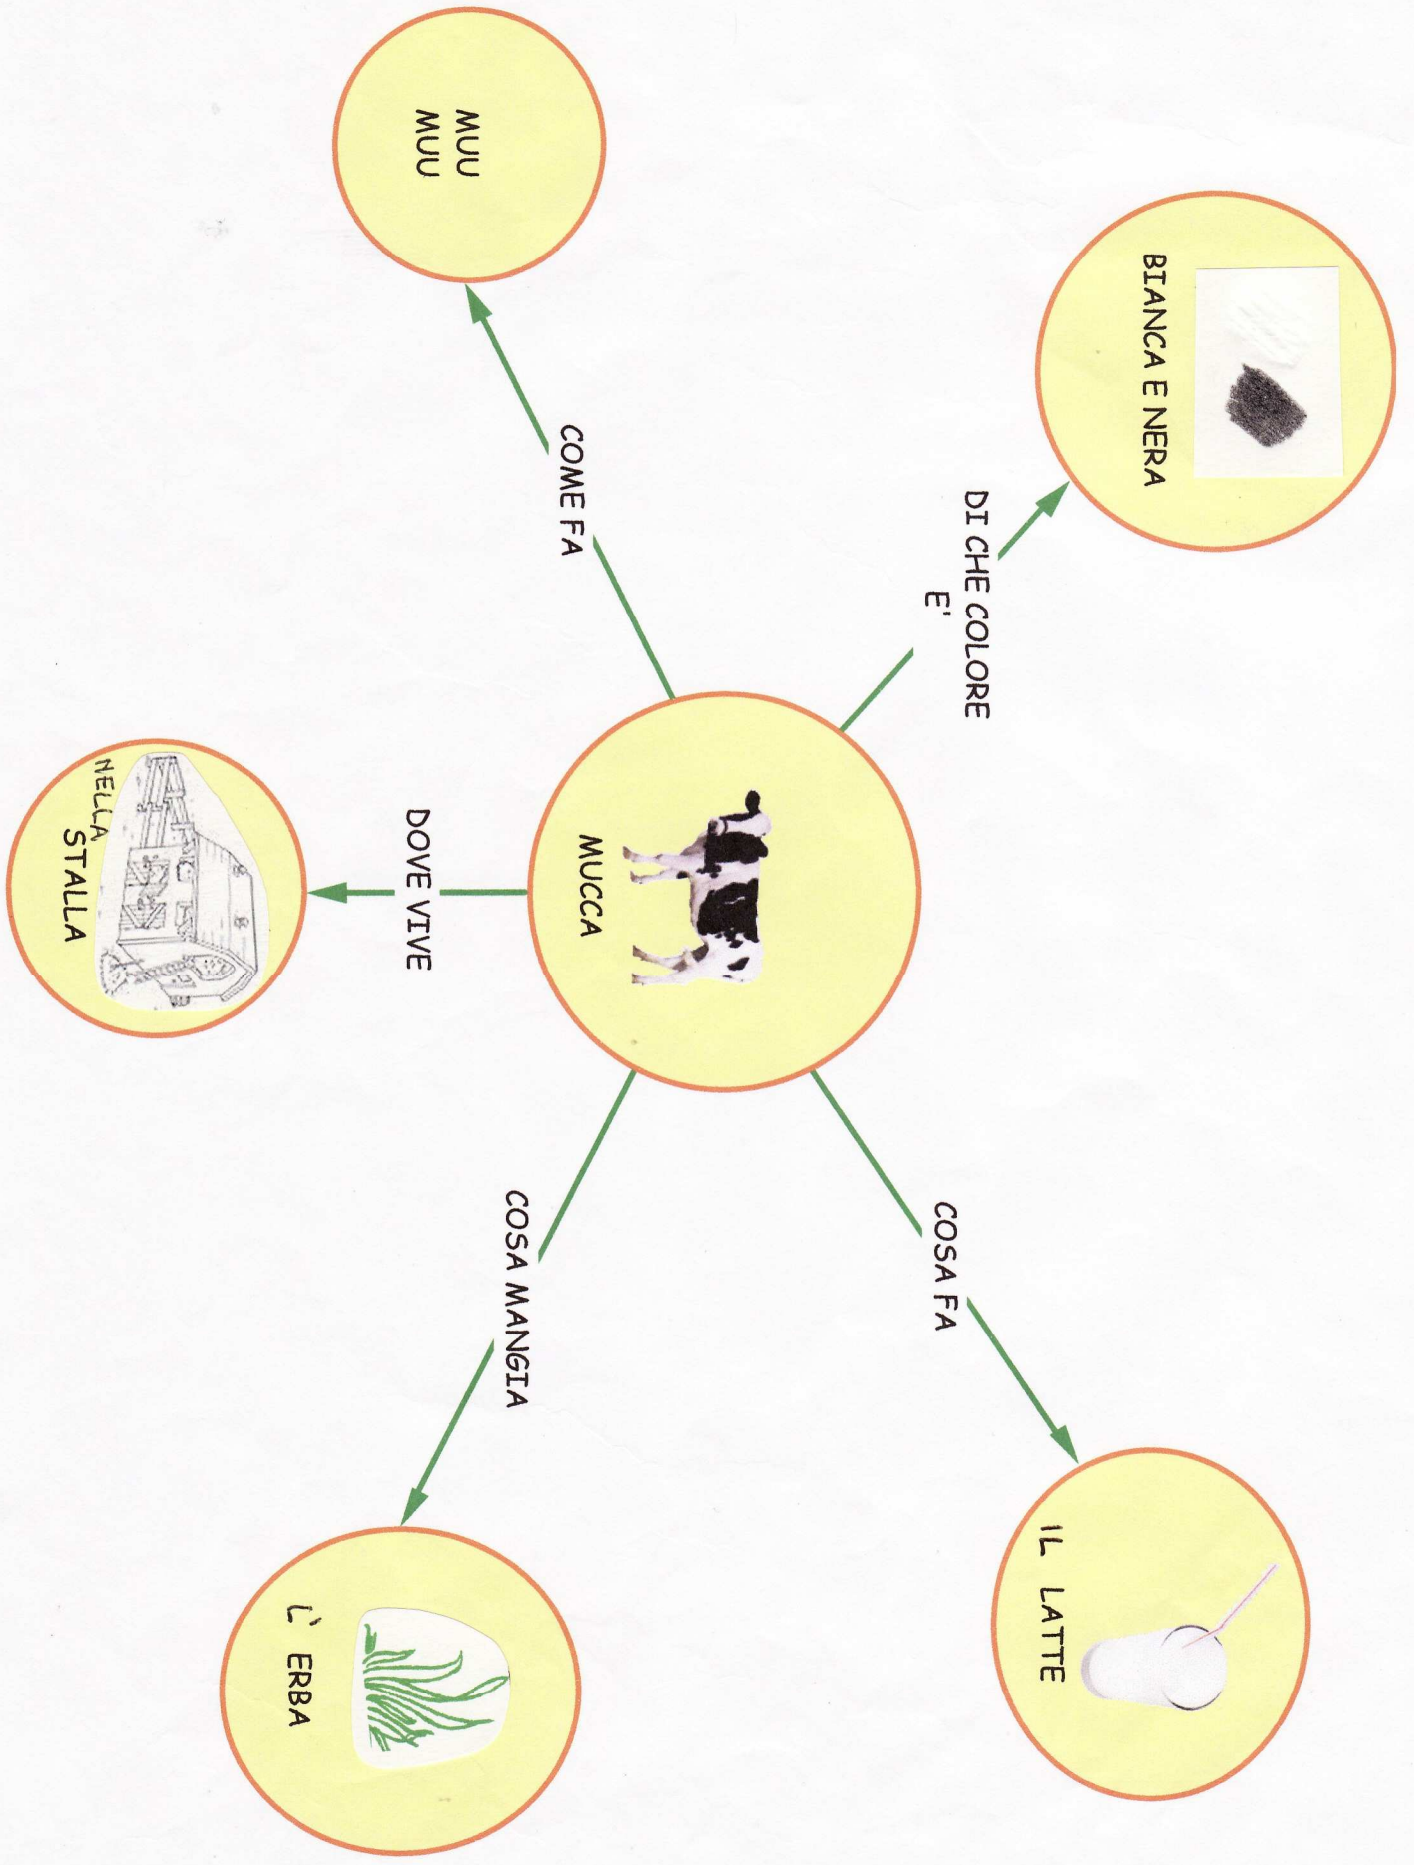 BIANCA E NERA
DI CHE COLORE
E'
MUU
MUU
COME FA
MUCCA
DOVE VIVE
NELLA
STALLA
COSA FA
IL LATTE
COSA MANGIA
L' ERBA